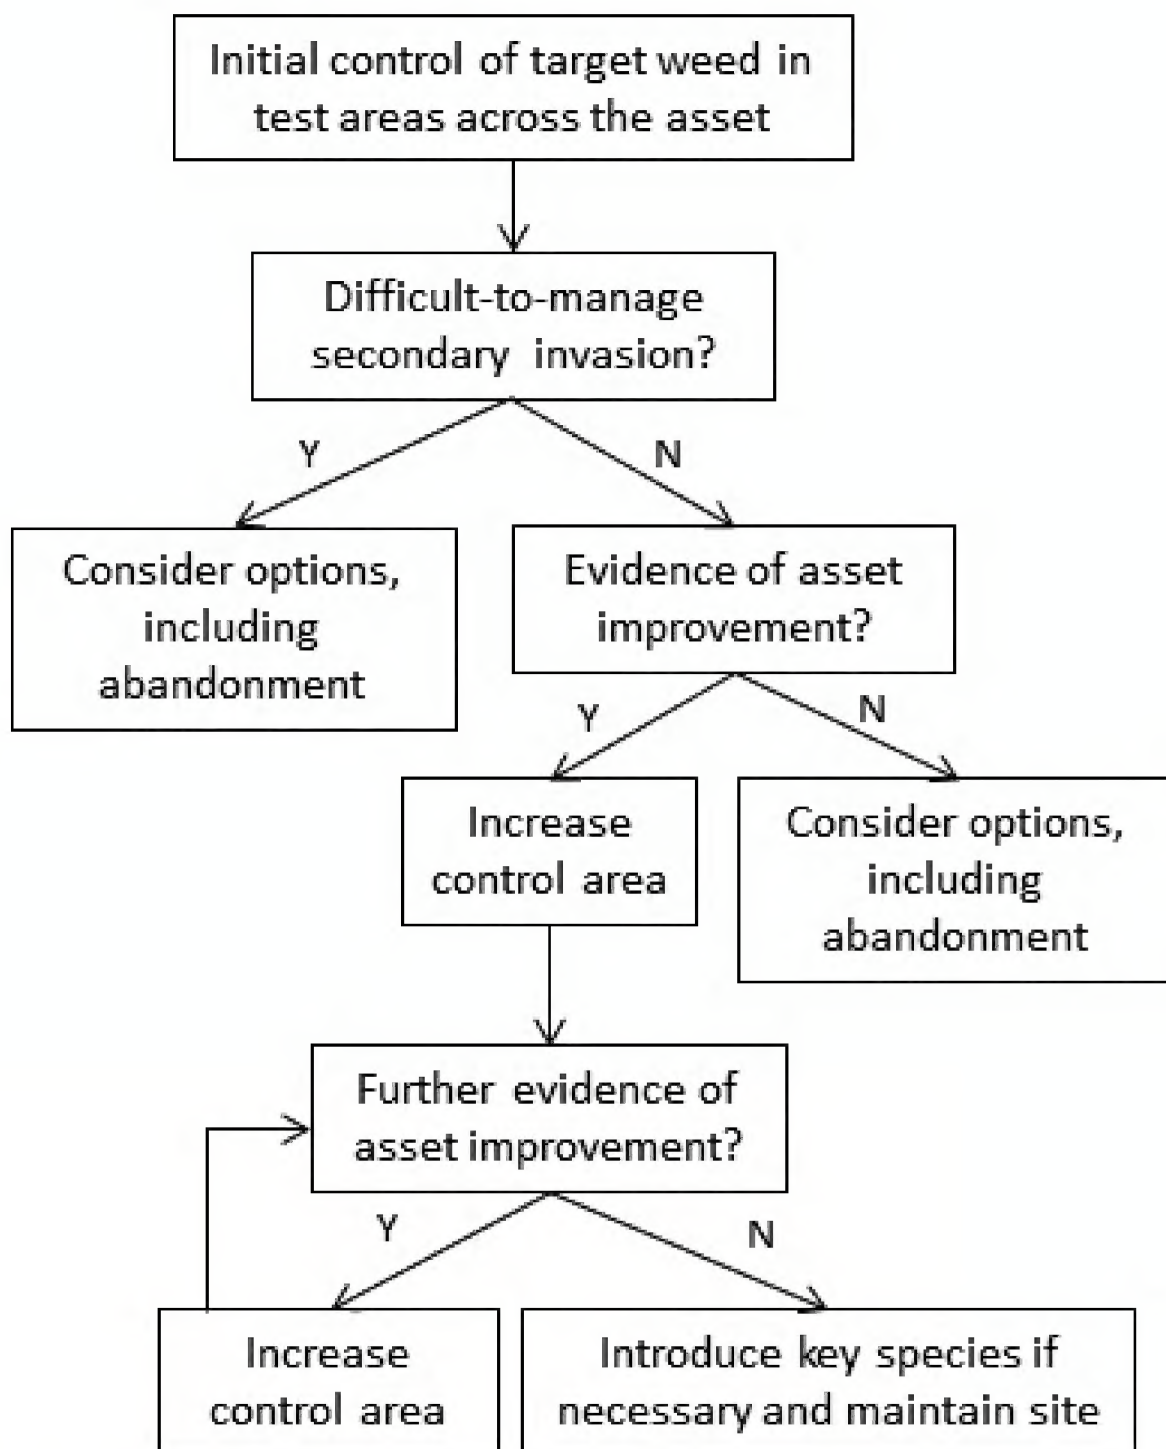 Initial control of target weed in
test areas across the asset
Difficult-to-manage
secondary invasion?
Y
N
Consider options,
including
abandonment
Evidence of asset
improvement?
Y
N
Increase
control area
Consider options,
including
abandonment
Further evidence of
asset improvement?
Y
N
Increase
control area
Introduce key species if
necessary and maintain site